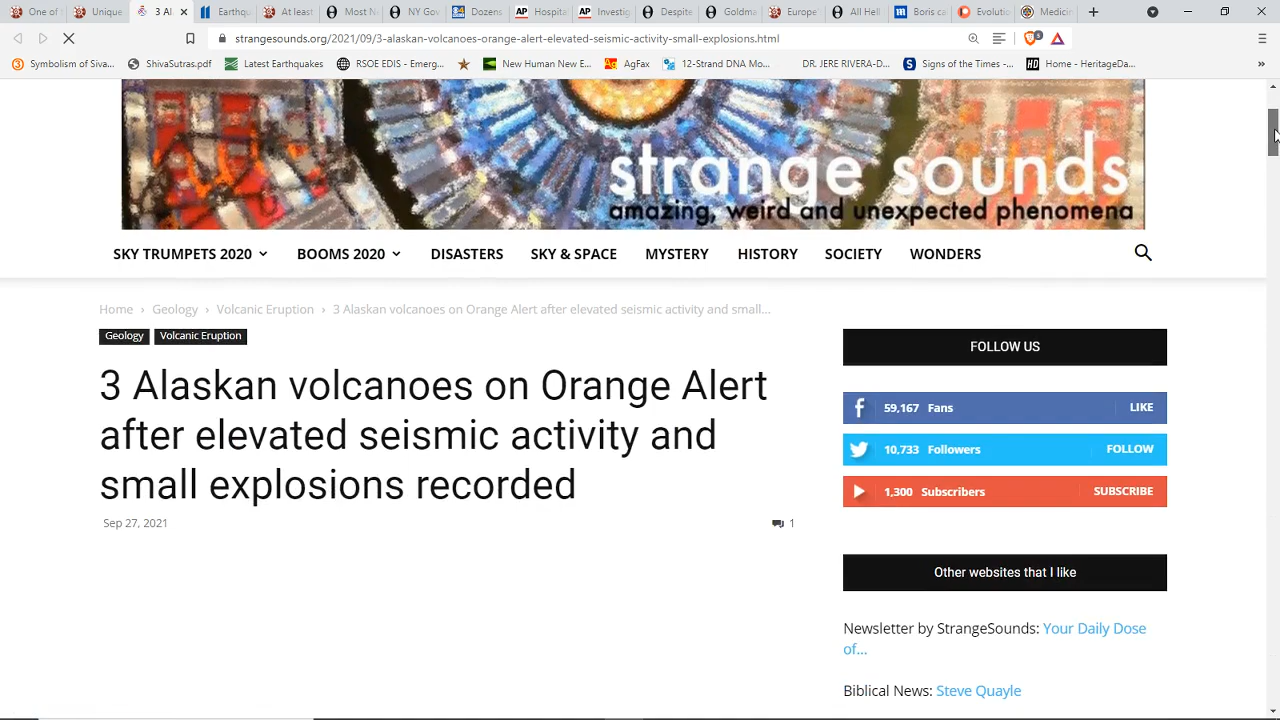 One of
Unique
3 Al
Earthqu
At least
Most N
NY Gov
Dozens
Hospita
Investig
Despite
Goldma
Europe
All Hell
Boris ca
Evolutio
Medicin
strangesounds.org/2021/09/3-alaskan-volcanoes-orange-alert-elevated-seismic-activity-small-explosions.html
5
Symbolism of Siva...
ShivaSutras.pdf
Latest Earthquakes
RSOE EDIS - Emerg...
New Human New E...
AgFax
12-Strand DNA Mo...
DR. JERE RIVERA-D...
Signs of the Times -...
Home - HeritageDa...
strange sounds
amazing, weird and unexpected phenomena
SKY TRUMPETS 2020
BOOMS 2020
DISASTERS
SKY & SPACE
MYSTERY
HISTORY
SOCIETY
WONDERS
Home › Geology › Volcanic Eruption › 3 Alaskan volcanoes on Orange Alert after elevated seismic activity and small...
Geology
Volcanic Eruption
3 Alaskan volcanoes on Orange Alert
after elevated seismic activity and
small explosions recorded
Sep 27, 2021
1
FOLLOW US
59,167 Fans LIKE
10,733 Followers FOLLOW
1,300 Subscribers SUBSCRIBE
Other websites that I like
Newsletter by StrangeSounds: Your Daily Dose
of...
Biblical News: Steve Quayle